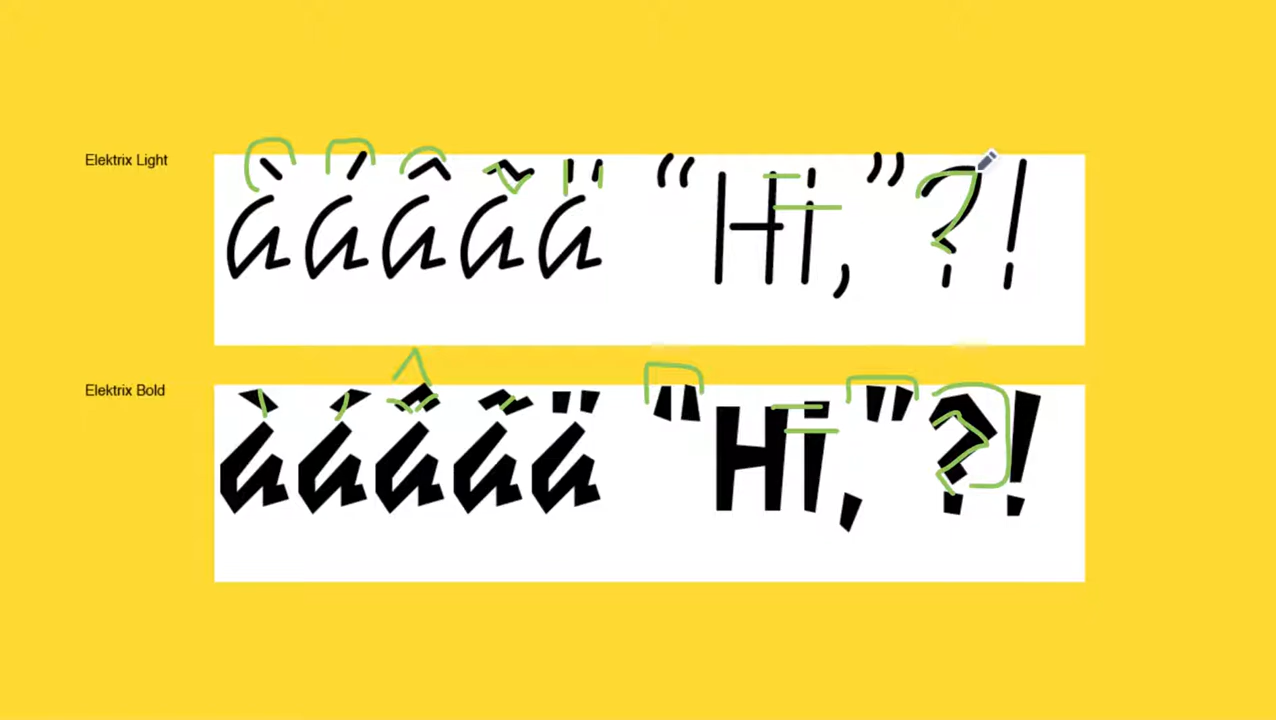 Elektrix Light
àáâãä “Hi,” ?!
Elektrix Bold
àáâãä "Hi," ?!